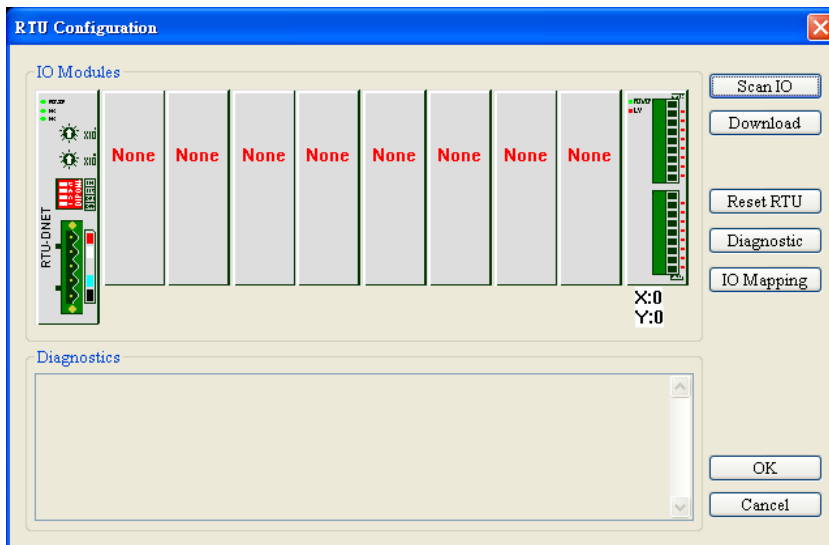 RTU Configuration
IO Modules
None None None None None None None None
RTU-DNET
X:0
Y:0
Scan IO
Download
Reset RTU
Diagnostic
IO Mapping
Diagnostics
OK
Cancel